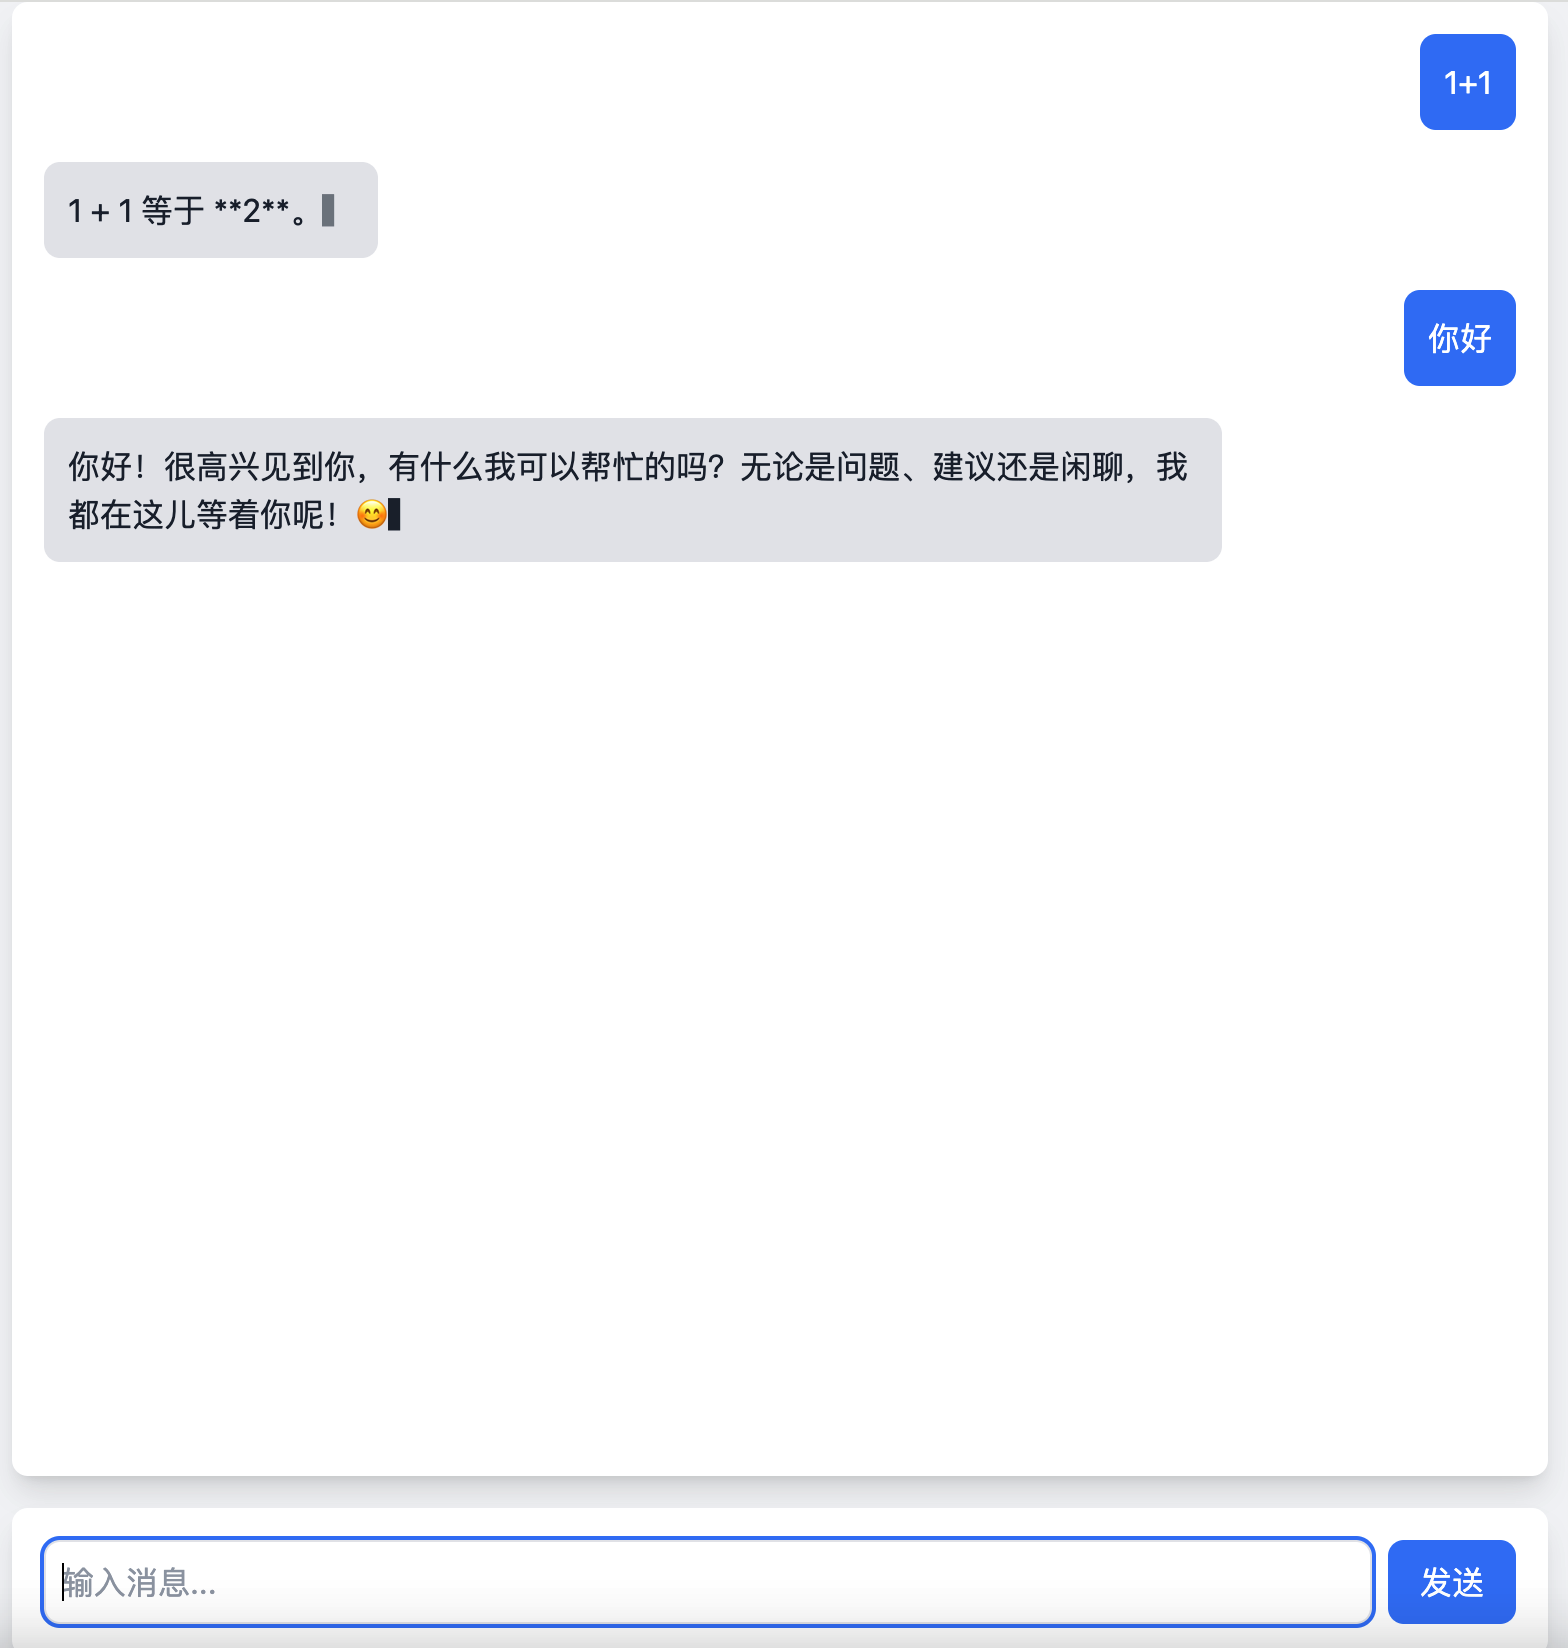 1+1
1 + 1 等于 **2**。
你好
你好！很高兴见到你，有什么我可以帮忙的吗？无论是问题、建议还是闲聊，我
都在这儿等着你呢！😊
输入消息...
发送